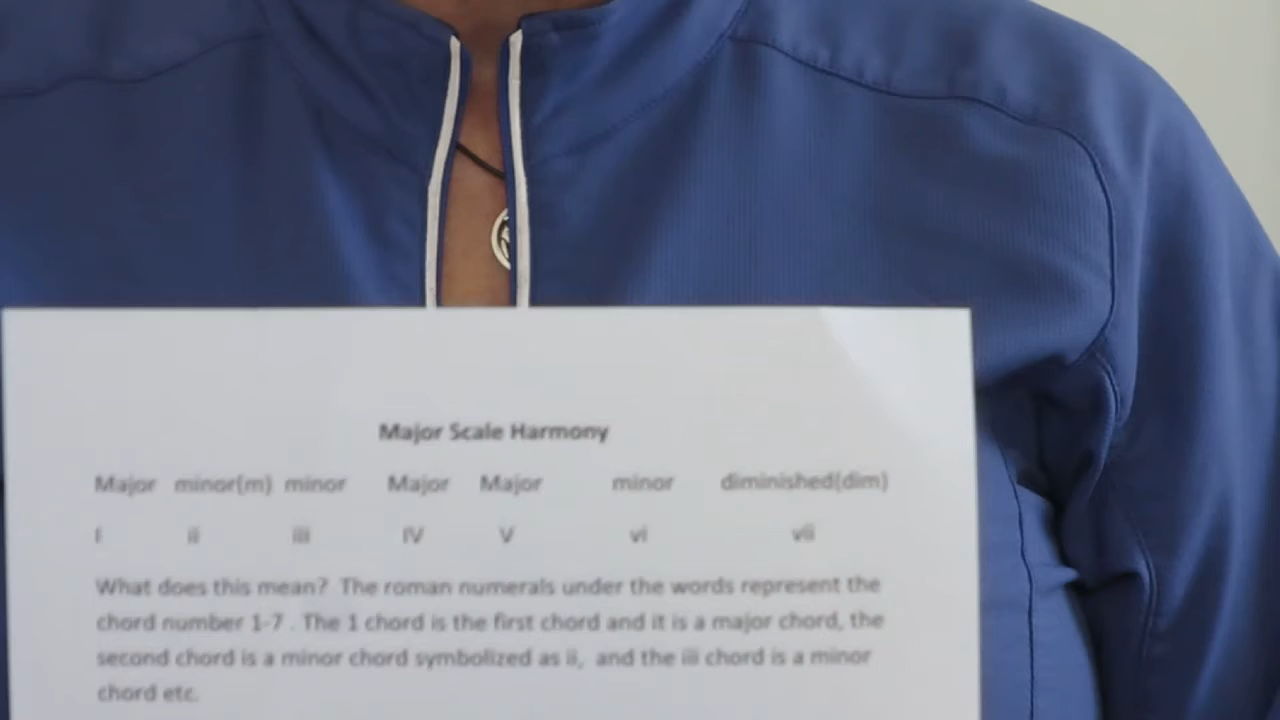 Major Scale Harmony
Major minor(m) minor Major Major minor diminished(dim)
I ii iii IV V vi vii
What does this mean? The roman numerals under the words represent the
chord number 1-7 . The 1 chord is the first chord and it is a major chord, the
second chord is a minor chord symbolized as ii, and the iii chord is a minor
chord etc.